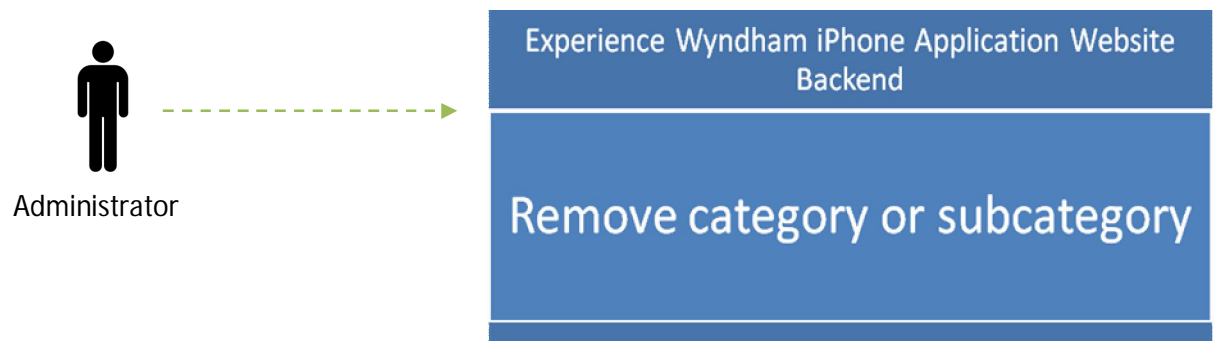 Experience Wyndham iPhone Application Website
Backend
Administrator
Remove category or subcategory